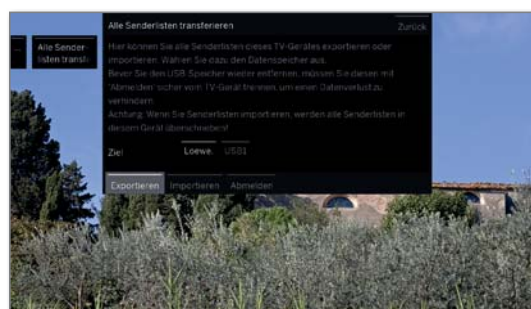 Alle Senderlisten transferieren
Zurück
...
Alle Sender-
listen transfe
Hier können Sie alle Senderlisten dieses TV-Gerätes exportieren oder
importieren. Wählen Sie dazu den Datenspeicher aus.
Bevor Sie den USB-Speicher wieder entfernen, müssen Sie diesen mit
"Abmelden" sicher vom TV-Gerät trennen, um einen Datenverlust zu
verhindern.
Achtung: Wenn Sie Senderlisten importieren, werden alle Senderlisten in
diesem Gerät überschrieben!
Ziel
Loewe.
USB1
Exportieren
Importieren
Abmelden